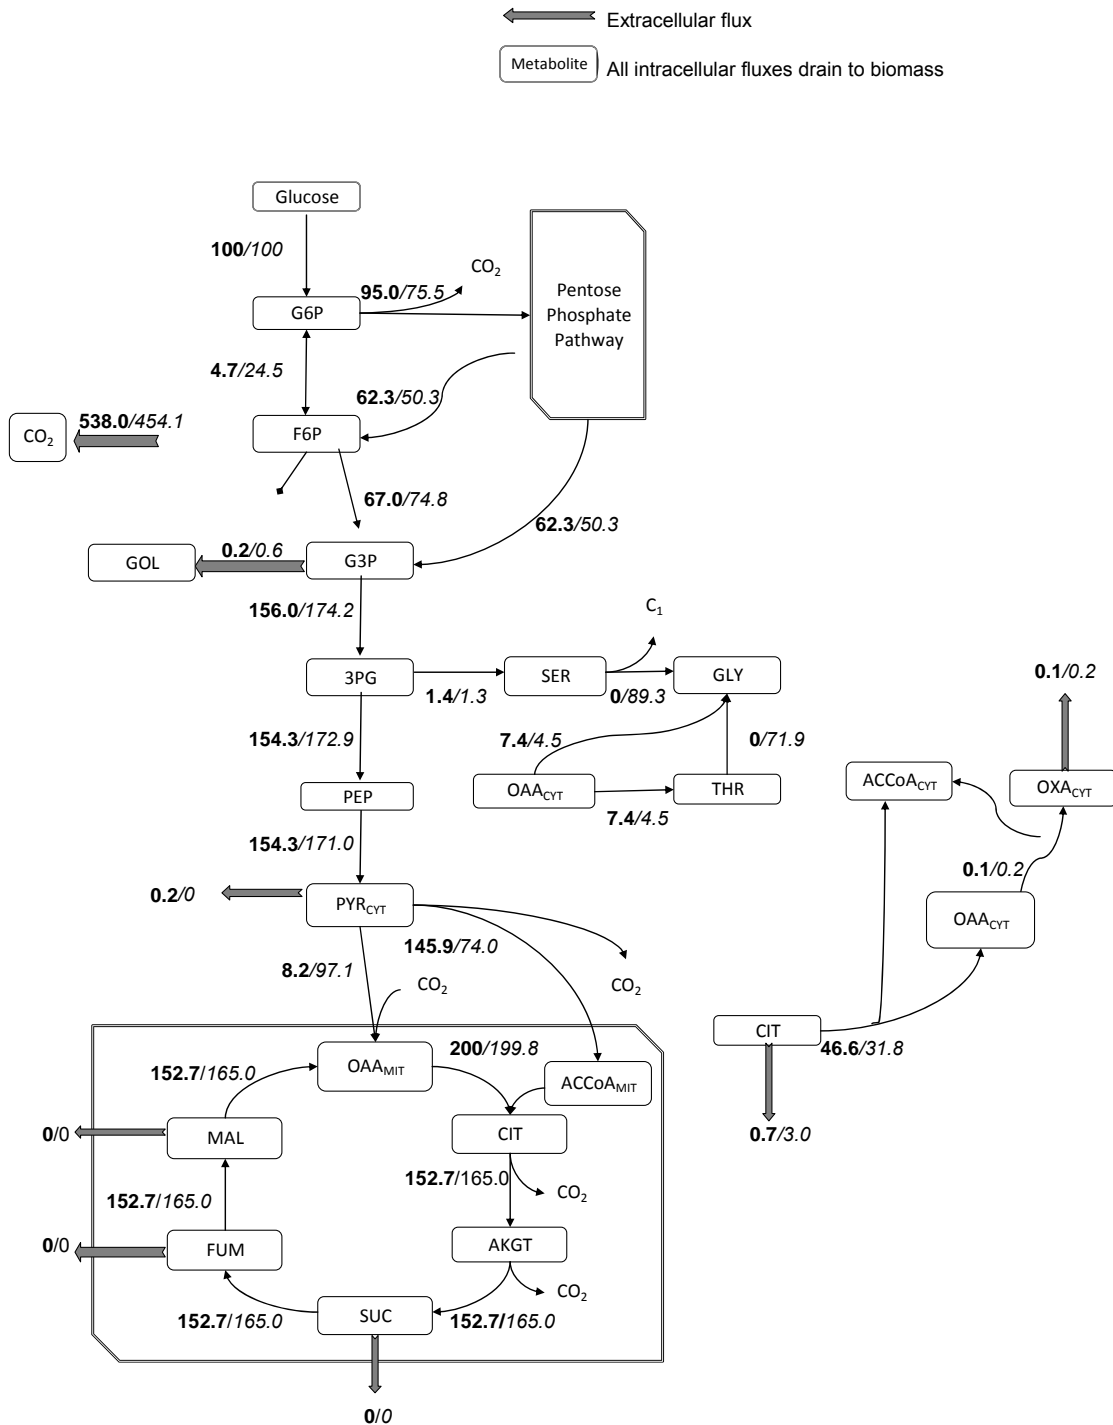 Extracellular flux
Metabolite
All intracellular fluxes drain to biomass
Glucose
100/100
CO₂
95.0/75.5
G6P
Pentose
Phosphate
Pathway
4.7/24.5
62.3/50.3
CO₂
538.0/454.1
F6P
67.0/74.8
62.3/50.3
GOL
0.2/0.6
G3P
156.0/174.2
C₁
3PG
1.4/1.3
SER
0/89.3
GLY
0.1/0.2
154.3/172.9
7.4/4.5
0/71.9
PEP
OAA_CYT
7.4/4.5
THR
ACCoA_CYT
OXA_CYT
154.3/171.0
0.1/0.2
0.2/0
PYR_CYT
145.9/74.0
OAA_CYT
8.2/97.1
CO₂
CO₂
CIT
46.6/31.8
0.7/3.0
152.7/165.0
OAA_MIT
200/199.8
ACCoA_MIT
0/0
MAL
CIT
152.7/165.0
CO₂
152.7/165.0
0/0
FUM
AKGT
CO₂
152.7/165.0
SUC
152.7/165.0
0/0